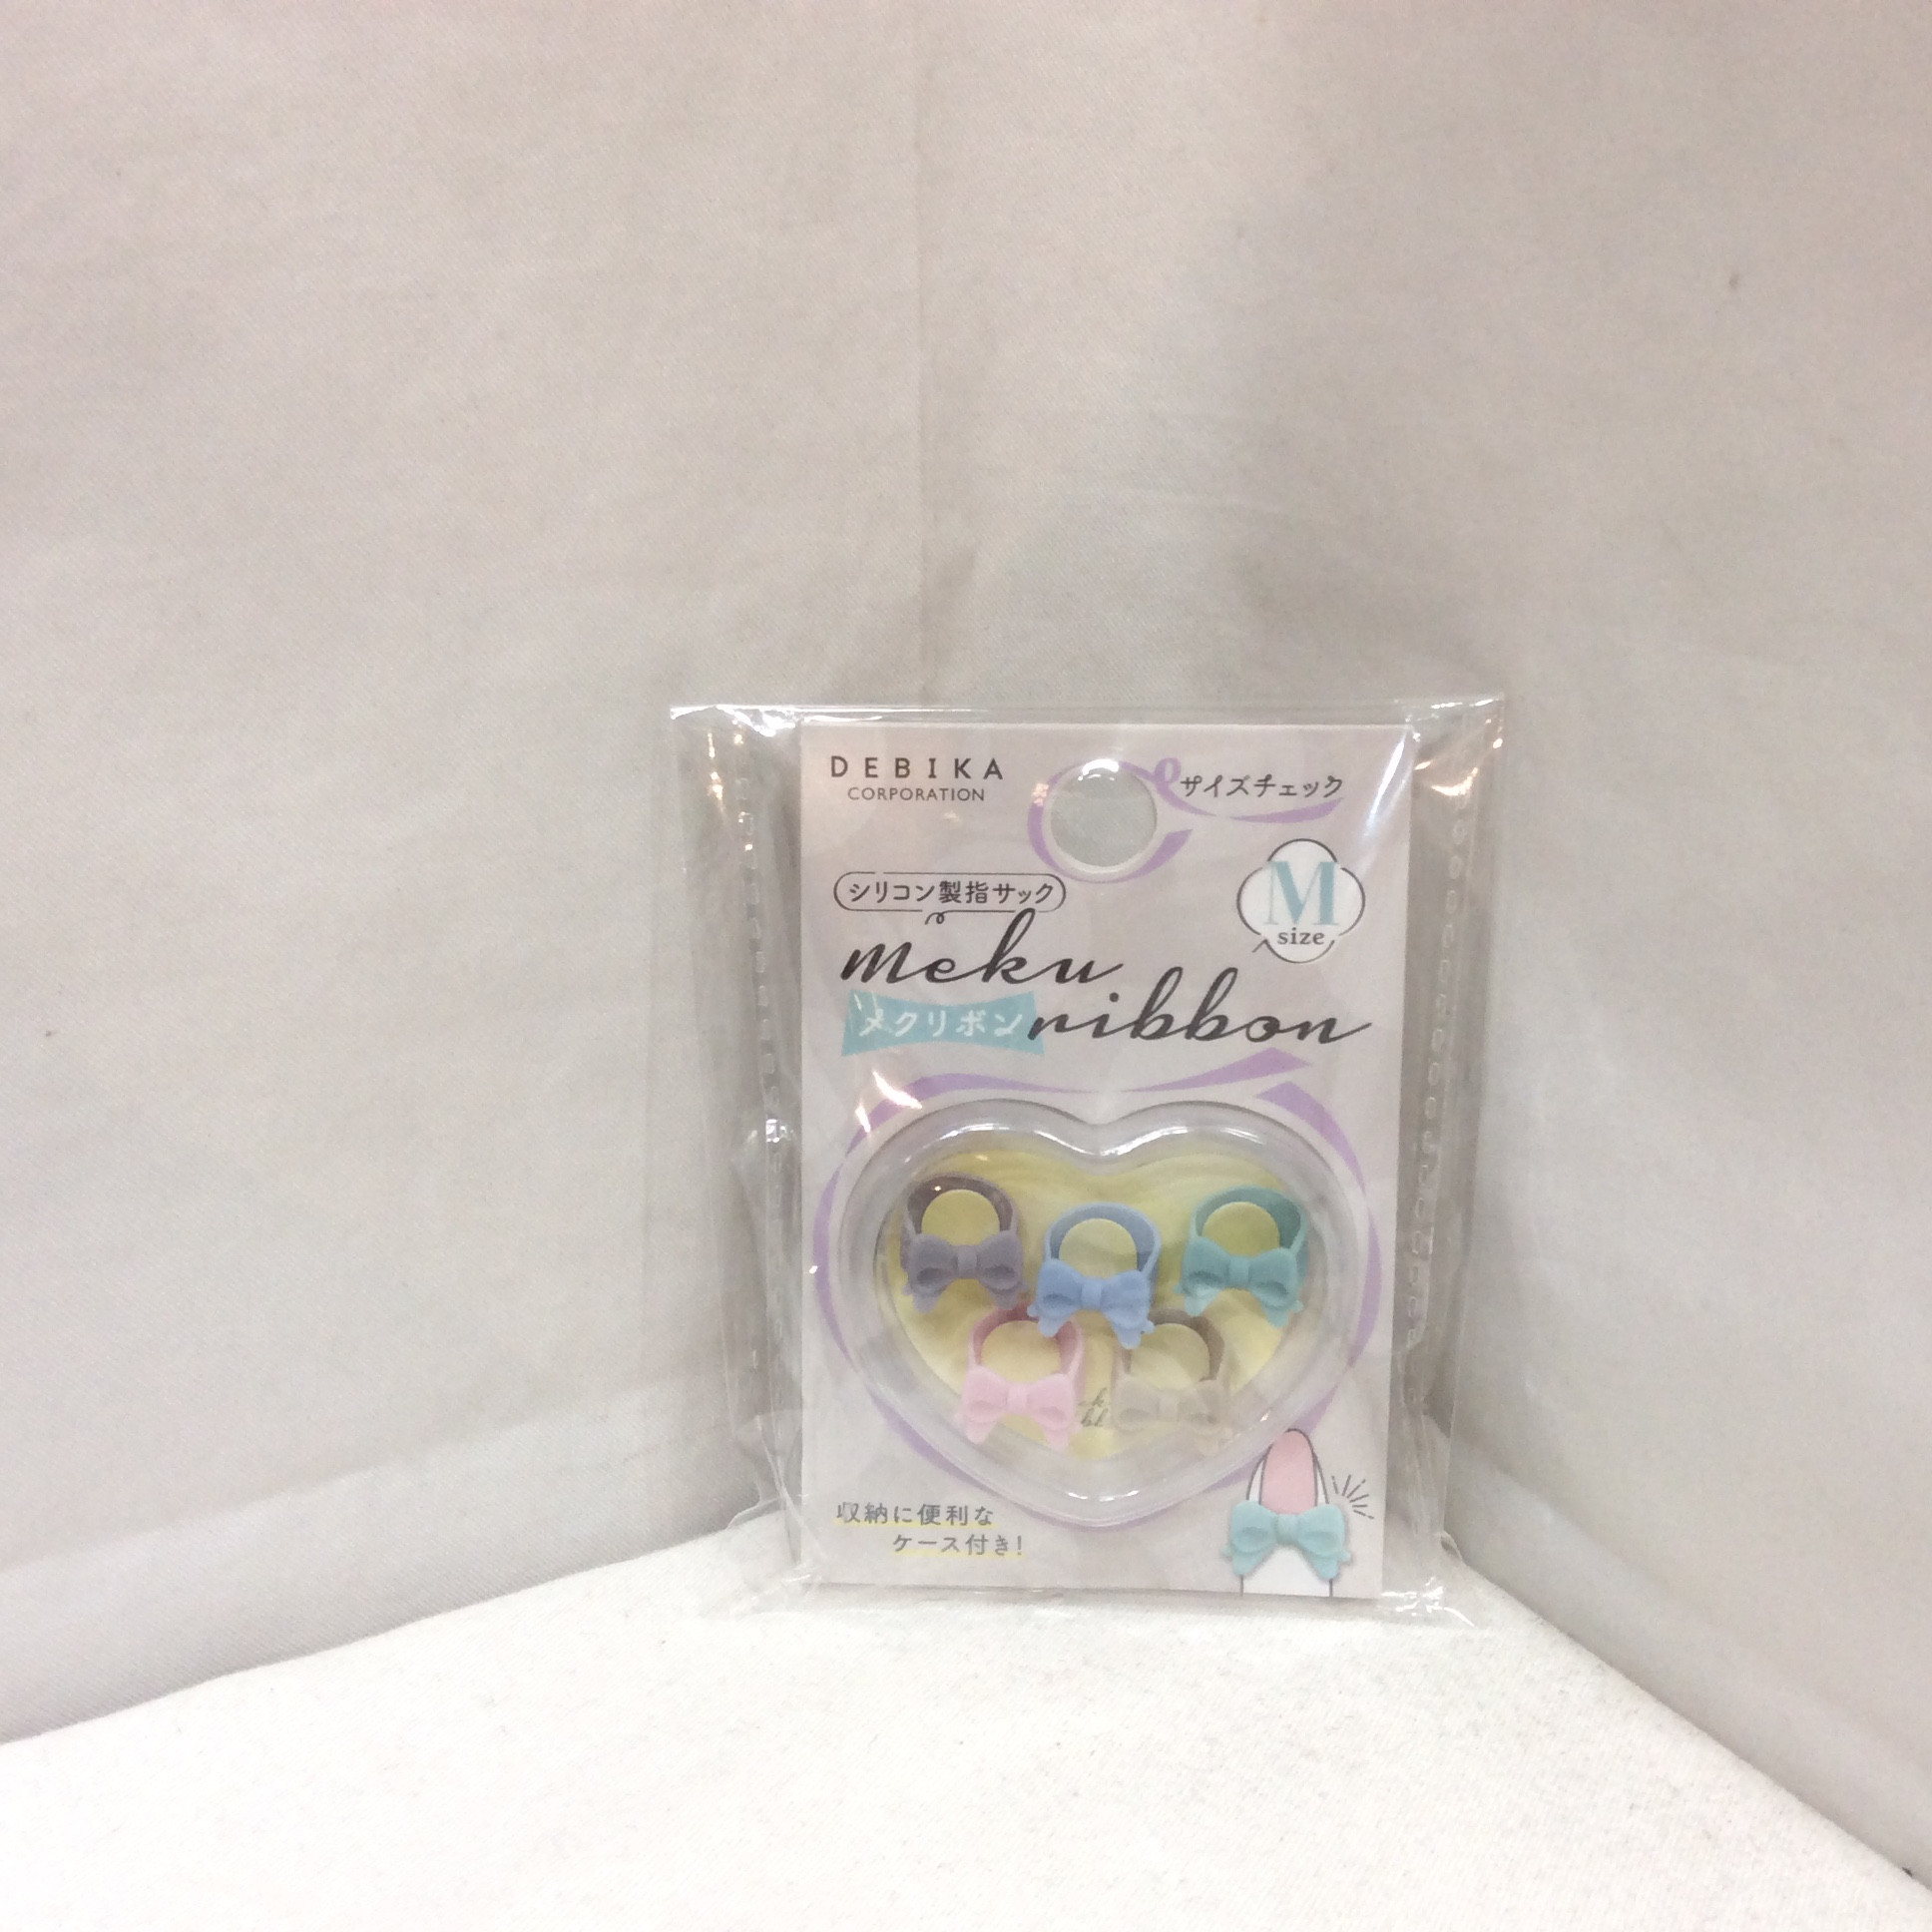 DEBIKA
CORPORATION
サイズチェック
M
size
シリコン製指サック
meku
メクリボン
ribbon
収納に便利な
ケース付き!